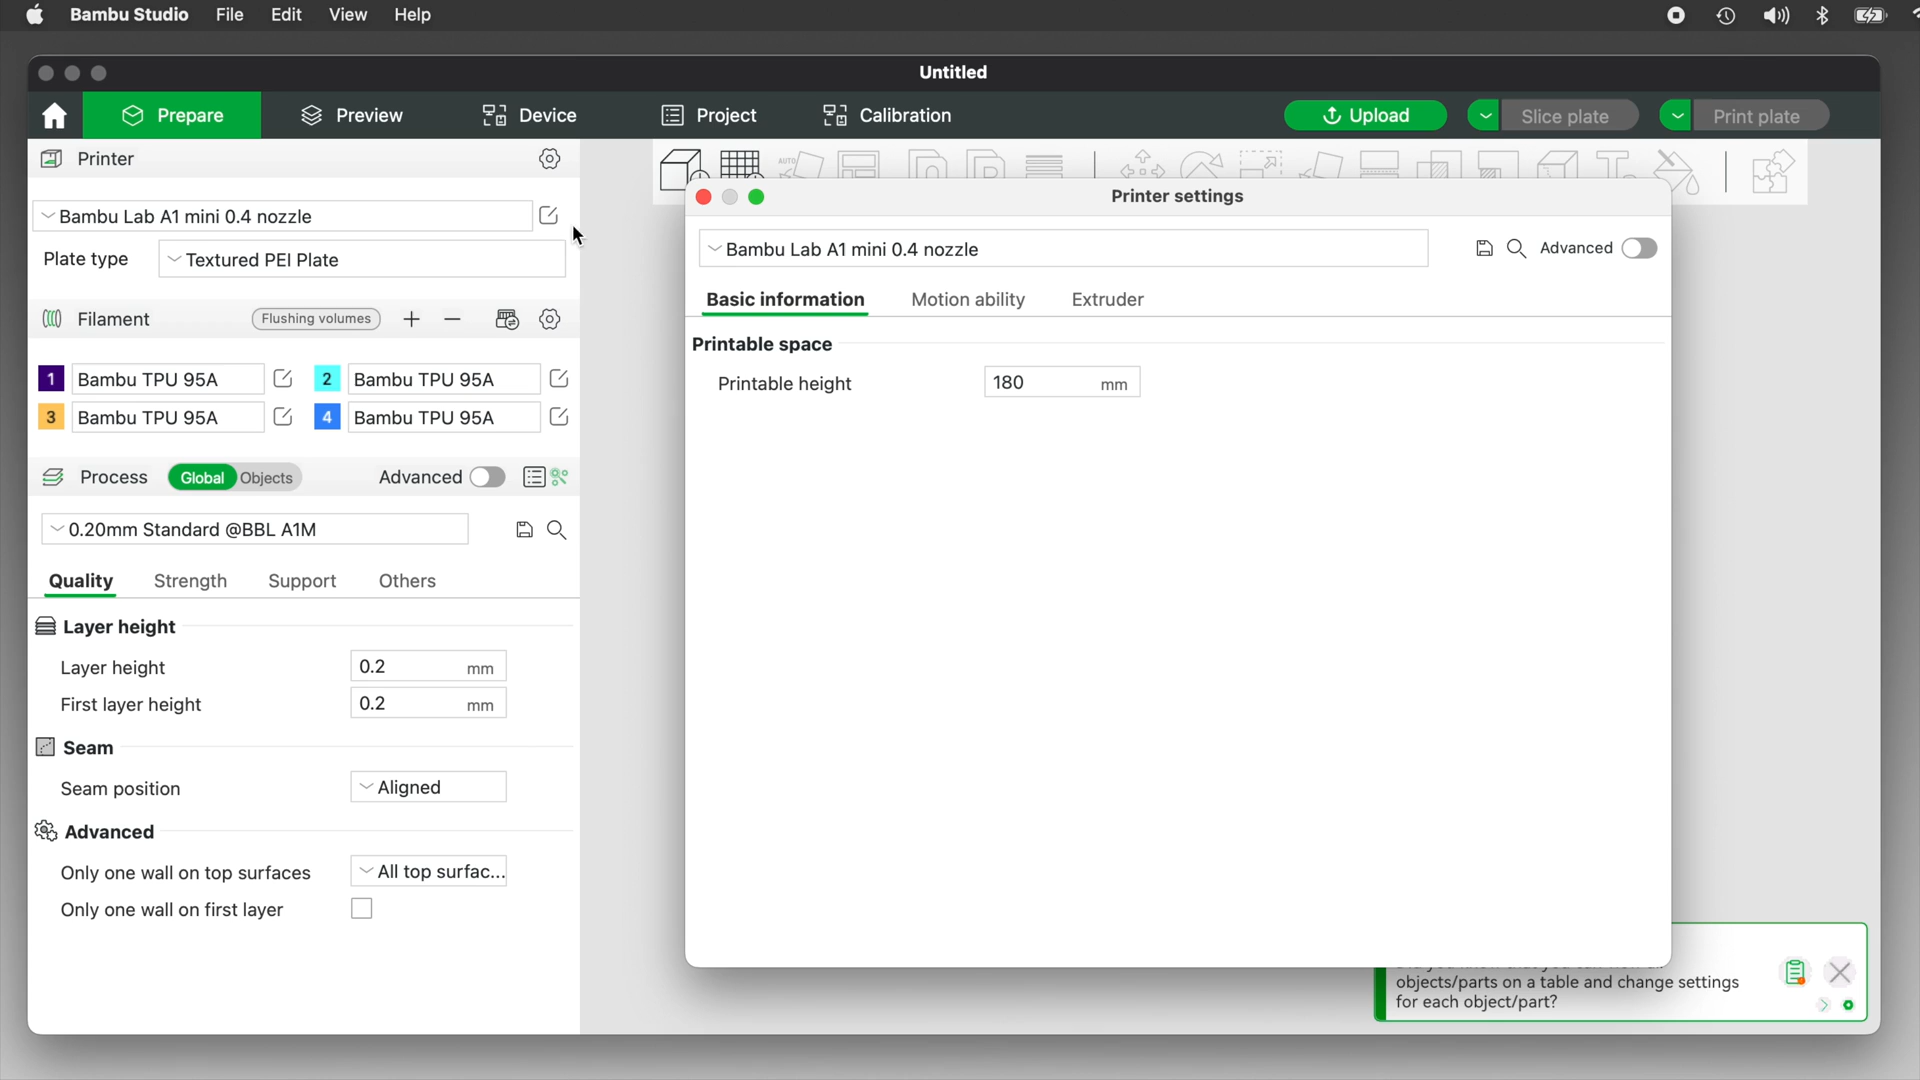 Bambu Studio File Edit View Help
Untitled
Prepare Preview Device Project Calibration Upload Slice plate Print plate
Printer
Bambu Lab A1 mini 0.4 nozzle
Plate type Textured PEI Plate
Filament Flushing volumes
1 Bambu TPU 95A 2 Bambu TPU 95A
3 Bambu TPU 95A 4 Bambu TPU 95A
Process Global Objects Advanced
0.20mm Standard @BBL A1M
Quality Strength Support Others
Layer height
Layer height 0.2 mm
First layer height 0.2 mm
Seam
Seam position Aligned
Advanced
Only one wall on top surfaces All top surfac...
Only one wall on first layer
AUTO
Printer settings
Bambu Lab A1 mini 0.4 nozzle Advanced
Basic information Motion ability Extruder
Printable space
Printable height 180 mm
objects/parts on a table and change settings
for each object/part?